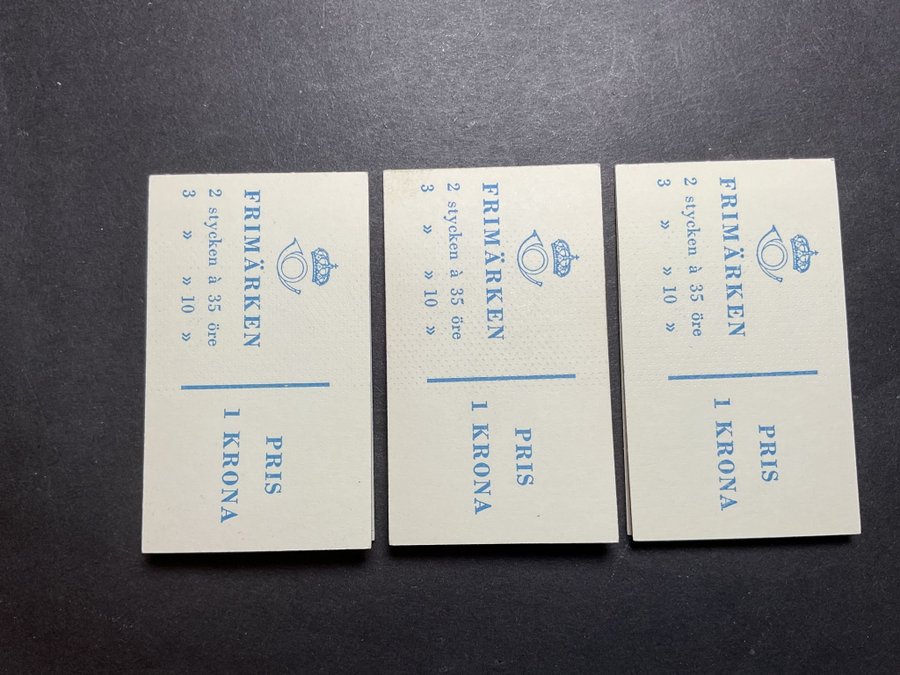 FRIMÄRKEN
2 stycken à 35 öre
3 » » 10 »
PRIS
1 KRONA
FRIMÄRKEN
2 stycken à 35 öre
3 » » 10 »
PRIS
1 KRONA
FRIMÄRKEN
2 stycken à 35 öre
3 » » 10 »
PRIS
1 KRONA